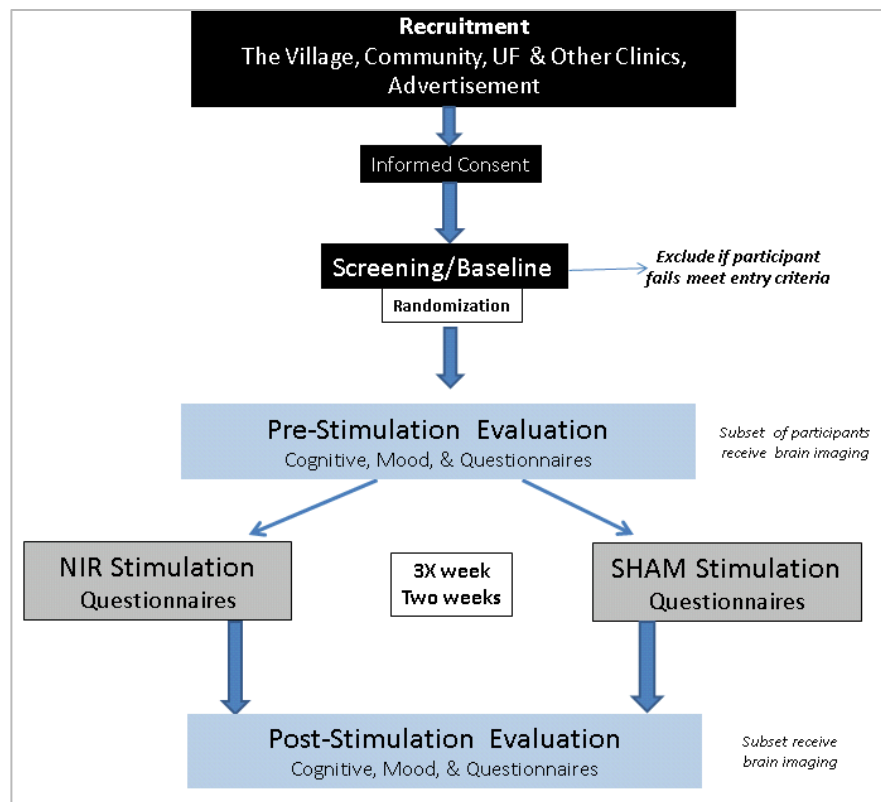 Recruitment
The Village, Community, UF & Other Clinics,
Advertisement
Informed Consent
Screening/Baseline
Exclude if participant
fails meet entry criteria
Randomization
Pre-Stimulation Evaluation
Cognitive, Mood, & Questionnaires
Subset of participants
receive brain imaging
NIR Stimulation
Questionnaires
3X week
Two weeks
SHAM Stimulation
Questionnaires
Post-Stimulation Evaluation
Cognitive, Mood, & Questionnaires
Subset receive
brain imaging